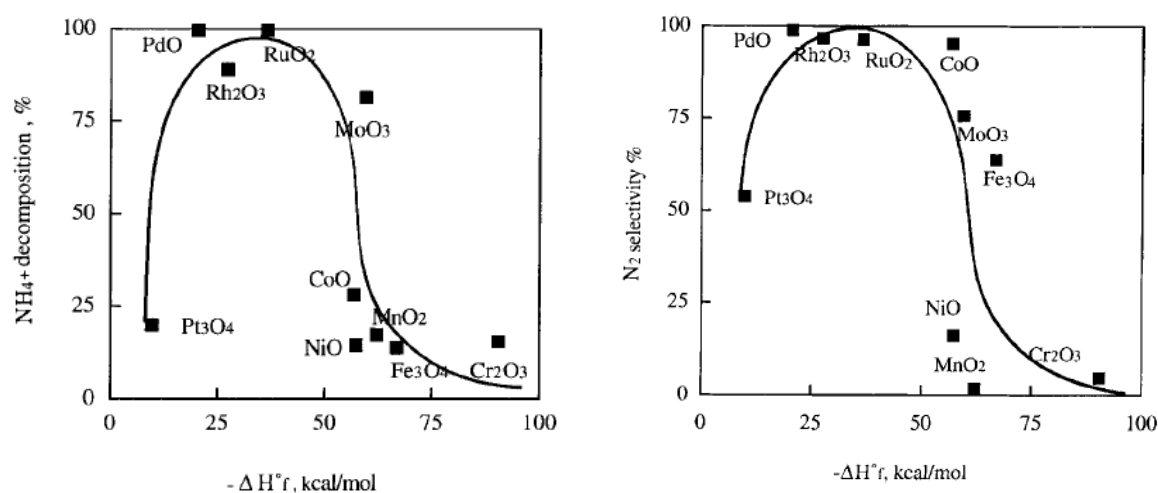 NH4+ decomposition , %
100
75
50
25
0
PdO
RuO2
Rh2O3
MoO3
CoO
MnO2
Pt3O4
NiO
Fe3O4
Cr2O3
0
25
50
75
100
- Δ H°f, kcal/mol
N2 selectivity %
100
75
50
25
0
PdO
Rh2O3
RuO2
CoO
MoO3
Fe3O4
Pt3O4
NiO
MnO2
Cr2O3
0
25
50
75
100
-ΔH°f, kcal/mol